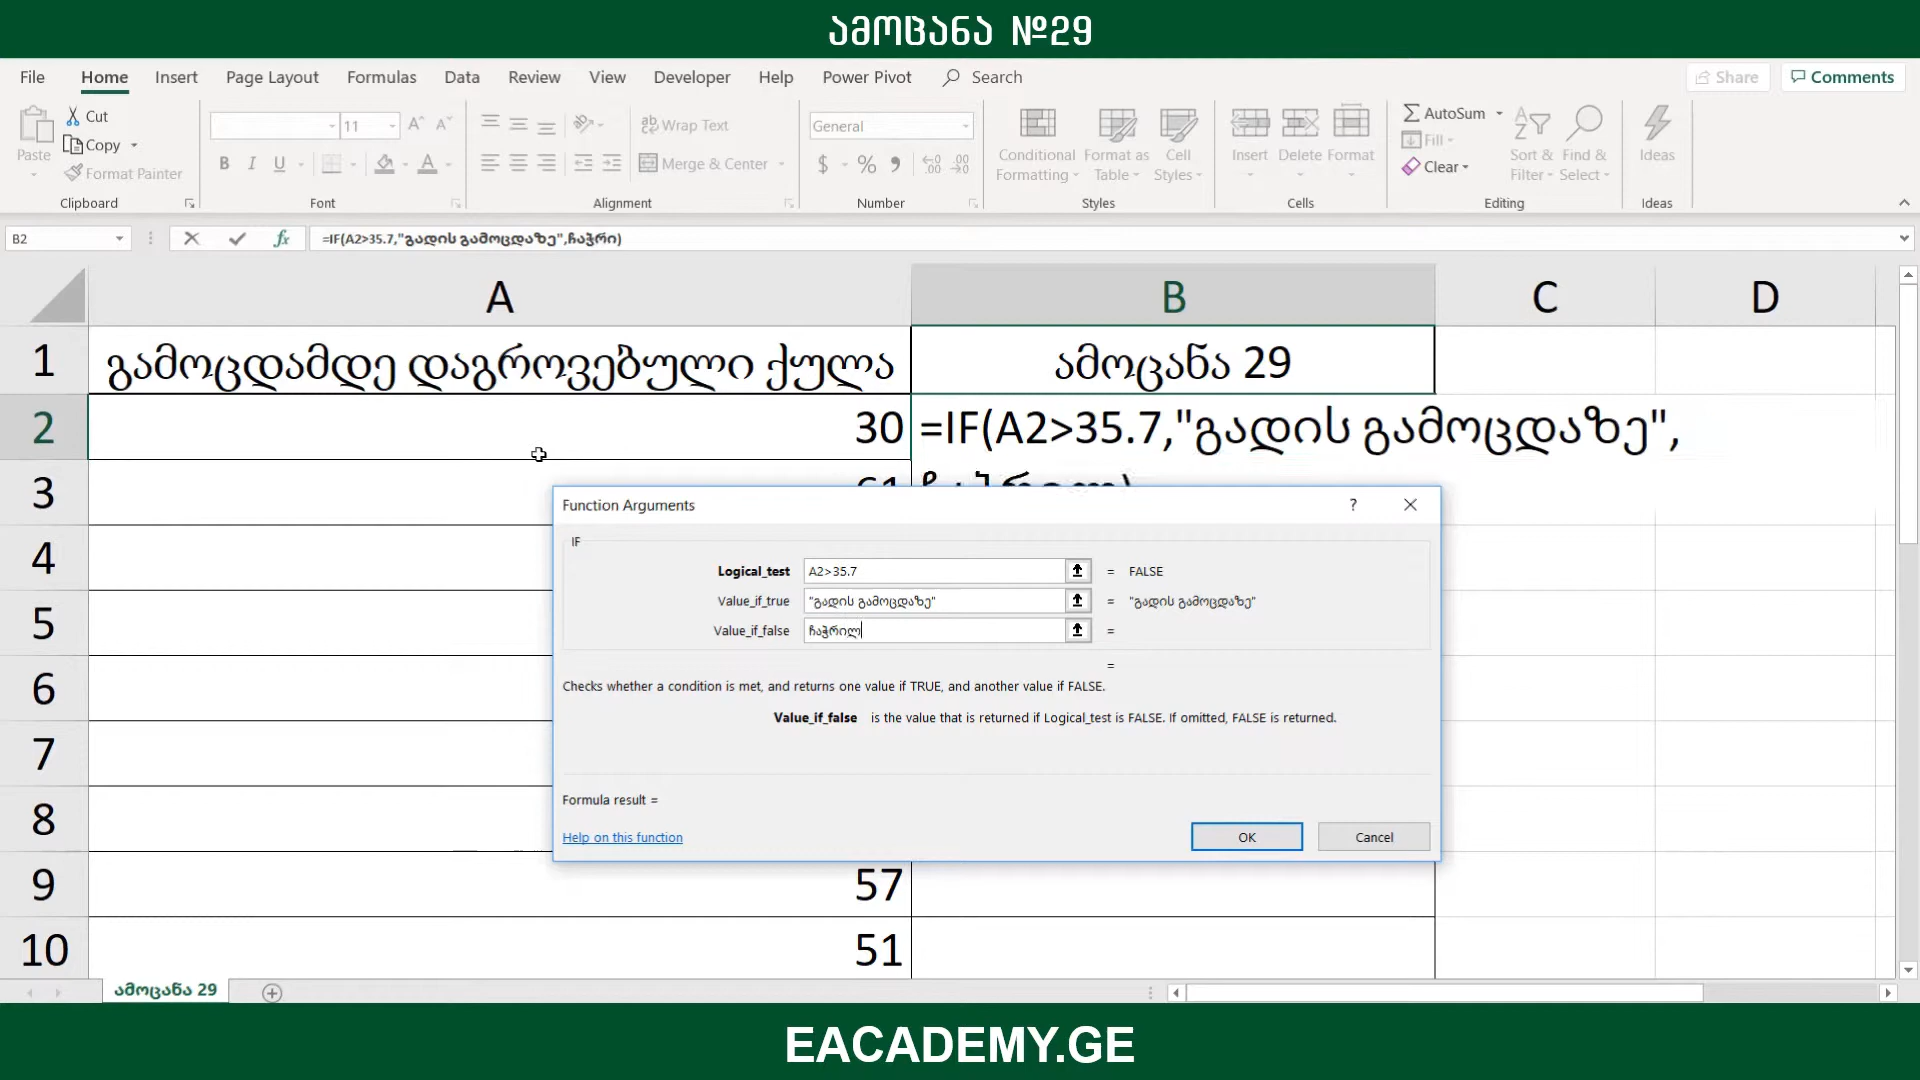 ამოცანა №29
File Home Insert Page Layout Formulas Data Review View Developer Help Power Pivot Search Share Comments
Cut
Copy
Format Painter
Paste
Clipboard
11
B I U
Font
Wrap Text
Merge & Center
Alignment
General
$ % ,
Number
Conditional Formatting
Format as Table
Cell Styles
Styles
Insert Delete Format
Cells
AutoSum
Fill
Clear
Sort & Filter
Find & Select
Editing
Ideas
Ideas
B2 fx =IF(A2>35.7,"გადის გამოცდაზე",ჩაჭრი)
A B C D
1 გამოცდამდე დაგროვებული ქულა ამოცანა 29
2 30 =IF(A2>35.7,"გადის გამოცდაზე",
3
4
5
6
7
8
9 57
10 51
Function Arguments ?
IF
Logical_test A2>35.7 = FALSE
Value_if_true "გადის გამოცდაზე" = "გადის გამოცდაზე"
Value_if_false ჩაჭრილ =
=
Checks whether a condition is met, and returns one value if TRUE, and another value if FALSE.
Value_if_false is the value that is returned if Logical_test is FALSE. If omitted, FALSE is returned.
Formula result =
Help on this function OK Cancel
ამოცანა 29
EACADEMY.GE